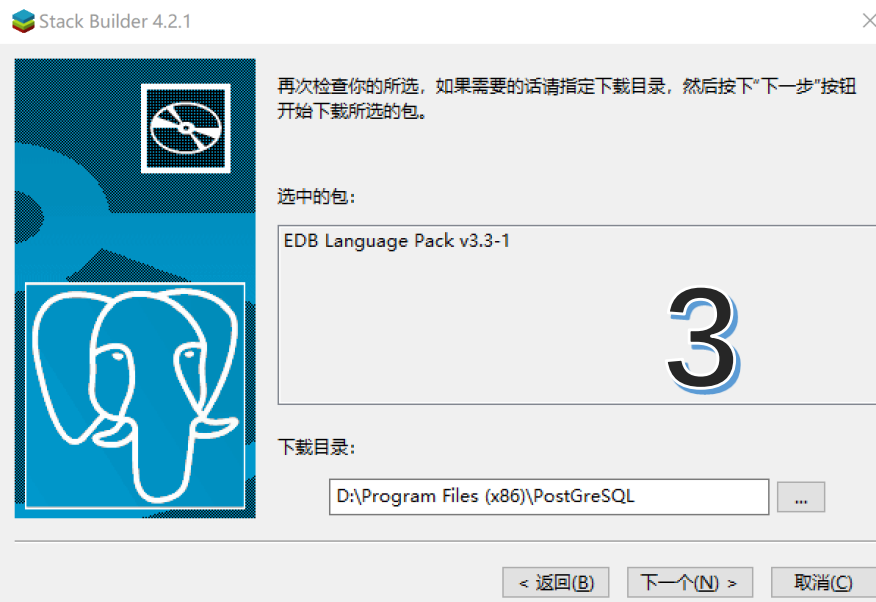 Stack Builder 4.2.1
再次检查你的所选，如果需要的话请指定下载目录，然后按下“下一步”按钮
开始下载所选的包。
选中的包：
EDB Language Pack v3.3-1
3
下载目录：
D:\Program Files (x86)\PostGreSQL
...
< 返回(B)
下一个(N) >
取消(C)